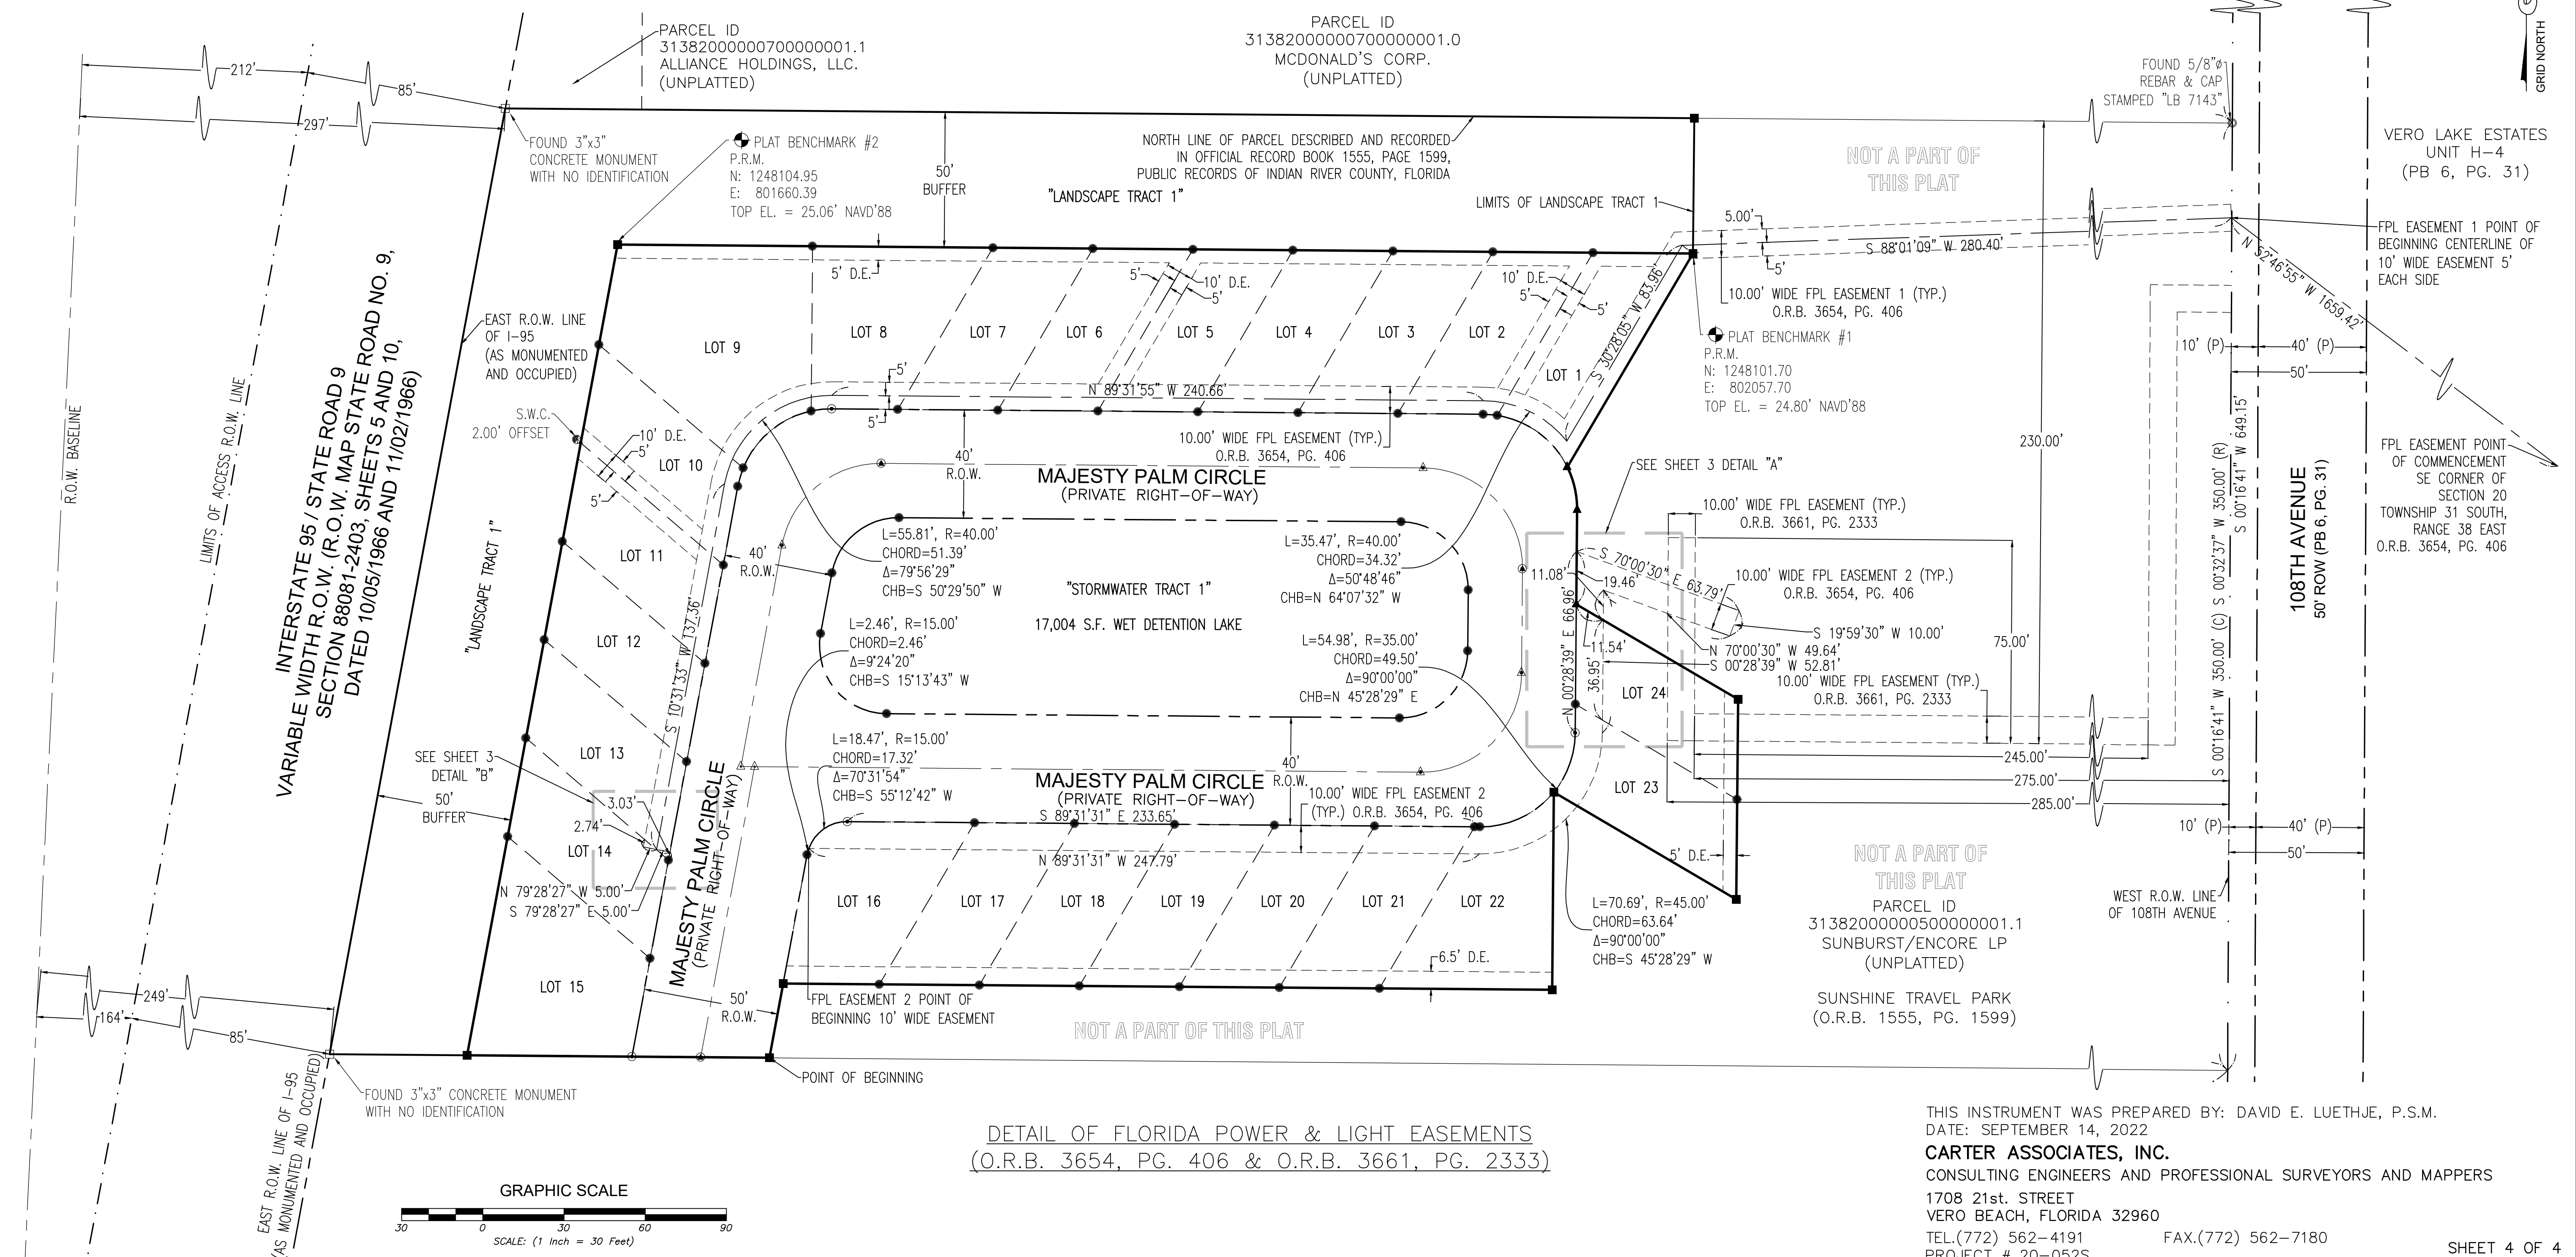 PARCEL ID
31382000000700000001.1
ALLIANCE HOLDINGS, LLC.
(UNPLATTED)
PARCEL ID
31382000000700000001.0
MCDONALD'S CORP.
(UNPLATTED)
GRID NORTH
FOUND 5/8"ø
REBAR & CAP
STAMPED "LB 7143"
VERO LAKE ESTATES
UNIT H-4
(PB 6, PG. 31)
212'
85'
297'
FOUND 3"x3"
CONCRETE MONUMENT
WITH NO IDENTIFICATION
PLAT BENCHMARK #2
P.R.M.
N: 1248104.95
E: 801660.39
TOP EL. = 25.06' NAVD'88
50'
BUFFER
NORTH LINE OF PARCEL DESCRIBED AND RECORDED
IN OFFICIAL RECORD BOOK 1555, PAGE 1599,
PUBLIC RECORDS OF INDIAN RIVER COUNTY, FLORIDA
"LANDSCAPE TRACT 1"
LIMITS OF LANDSCAPE TRACT 1
NOT A PART OF
THIS PLAT
5.00'
S 88°01'09" W 280.40'
5'
10.00' WIDE FPL EASEMENT 1 (TYP.)
O.R.B. 3654, PG. 406
PLAT BENCHMARK #1
P.R.M.
N: 1248101.70
E: 802057.70
TOP EL. = 24.80' NAVD'88
FPL EASEMENT 1 POINT OF
BEGINNING CENTERLINE OF
10' WIDE EASEMENT 5'
EACH SIDE
N 52°46'55" W 1659.42'
10' (P)
40' (P)
50'
FPL EASEMENT POINT
OF COMMENCEMENT
SE CORNER OF
SECTION 20
TOWNSHIP 31 SOUTH,
RANGE 38 EAST
O.R.B. 3654, PG. 406
S 00°16'41" W 649.15'
S 00°16'41" W 350.00' (C) S 00°32'37" W 350.00' (R)
108TH AVENUE
50' ROW (PB 6, PG. 31)
230.00'
R.O.W. BASELINE
LIMITS OF ACCESS R.O.W. LINE
INTERSTATE 95 / STATE ROAD 9
VARIABLE WIDTH R.O.W. (R.O.W. MAP STATE ROAD NO. 9,
SECTION 88081-2403, SHEETS 5 AND 10,
DATED 10/05/1966 AND 11/02/1966)
EAST R.O.W. LINE
OF I-95
(AS MONUMENTED
AND OCCUPIED)
S.W.C.
2.00' OFFSET
"LANDSCAPE TRACT 1"
5' D.E.
5'
10' D.E.
5'
10' D.E.
5'
5'
LOT 9
LOT 8
LOT 7
LOT 6
LOT 5
LOT 4
LOT 3
LOT 2
LOT 1
S 30°28'05" W 83.96'
5'
5'
N 89°31'55" W 240.66'
10.00' WIDE FPL EASEMENT (TYP.)
O.R.B. 3654, PG. 406
40'
R.O.W.
MAJESTY PALM CIRCLE
(PRIVATE RIGHT-OF-WAY)
10' D.E.
5'
5'
LOT 10
LOT 11
LOT 12
LOT 13
LOT 14
LOT 15
40'
R.O.W.
S 10°31'33" W 137.36'
L=55.81', R=40.00'
CHORD=51.39'
Δ=79°56'29"
CHB=S 50°29'50" W
L=35.47', R=40.00'
CHORD=34.32'
Δ=50°48'46"
CHB=N 64°07'32" W
"STORMWATER TRACT 1"
17,004 S.F. WET DETENTION LAKE
L=2.46', R=15.00'
CHORD=2.46'
Δ=9°24'20"
CHB=S 15°13'43" W
L=54.98', R=35.00'
CHORD=49.50'
Δ=90°00'00"
CHB=N 45°28'29" E
L=18.47', R=15.00'
CHORD=17.32'
Δ=70°31'54"
CHB=S 55°12'42" W
SEE SHEET 3 DETAIL "A"
10.00' WIDE FPL EASEMENT (TYP.)
O.R.B. 3661, PG. 2333
S 70°00'30" E 63.79'
11.08'
19.46'
10.00' WIDE FPL EASEMENT 2 (TYP.)
O.R.B. 3654, PG. 406
S 19°59'30" W 10.00'
N 70°00'30" W 49.64'
S 00°28'39" W 52.81'
11.54'
N 00°28'39" E 66.96'
36.95'
LOT 24
10.00' WIDE FPL EASEMENT (TYP.)
O.R.B. 3661, PG. 2333
75.00'
245.00'
275.00'
285.00'
LOT 23
5' D.E.
SEE SHEET 3
DETAIL "B"
50'
BUFFER
3.03'
2.74'
N 79°28'27" W 5.00'
S 79°28'27" E 5.00'
MAJESTY PALM CIRCLE
(PRIVATE RIGHT-OF-WAY)
MAJESTY PALM CIRCLE
(PRIVATE RIGHT-OF-WAY)
S 89°31'31" E 233.65'
40'
R.O.W.
10.00' WIDE FPL EASEMENT 2
(TYP.) O.R.B. 3654, PG. 406
N 89°31'31" W 247.79'
LOT 16
LOT 17
LOT 18
LOT 19
LOT 20
LOT 21
LOT 22
6.5' D.E.
L=70.69', R=45.00'
CHORD=63.64'
Δ=90°00'00"
CHB=S 45°28'29" W
NOT A PART OF
THIS PLAT
PARCEL ID
31382000000500000001.1
SUNBURST/ENCORE LP
(UNPLATTED)
SUNSHINE TRAVEL PARK
(O.R.B. 1555, PG. 1599)
10' (P)
40' (P)
50'
WEST R.O.W. LINE
OF 108TH AVENUE
249'
164'
85'
50'
R.O.W.
FPL EASEMENT 2 POINT OF
BEGINNING 10' WIDE EASEMENT
NOT A PART OF THIS PLAT
POINT OF BEGINNING
FOUND 3"x3" CONCRETE MONUMENT
WITH NO IDENTIFICATION
EAST R.O.W. LINE OF I-95
(AS MONUMENTED AND OCCUPIED)
DETAIL OF FLORIDA POWER & LIGHT EASEMENTS
(O.R.B. 3654, PG. 406 & O.R.B. 3661, PG. 2333)
GRAPHIC SCALE
30 0 30 60 90
SCALE: (1 Inch = 30 Feet)
THIS INSTRUMENT WAS PREPARED BY: DAVID E. LUETHJE, P.S.M.
DATE: SEPTEMBER 14, 2022
CARTER ASSOCIATES, INC.
CONSULTING ENGINEERS AND PROFESSIONAL SURVEYORS AND MAPPERS
1708 21st. STREET
VERO BEACH, FLORIDA 32960
TEL.(772) 562-4191 FAX.(772) 562-7180
PROJECT # 20-052S
SHEET 4 OF 4